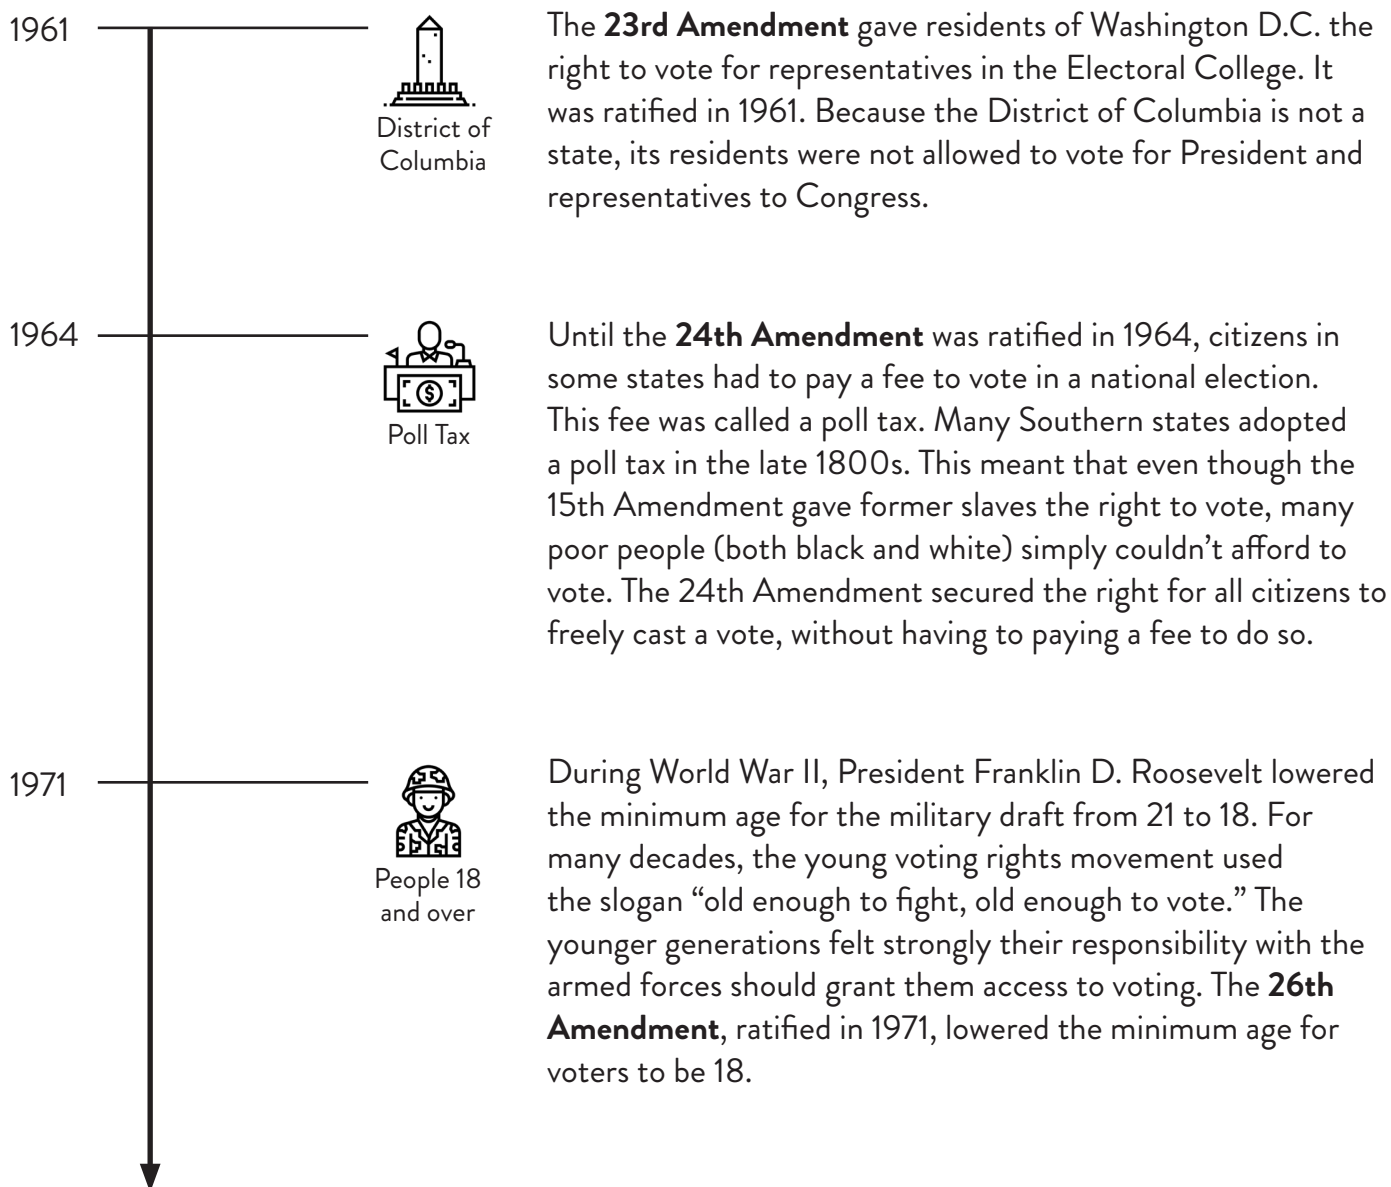 1961
District of
Columbia
The 23rd Amendment gave residents of Washington D.C. the
right to vote for representatives in the Electoral College. It
was ratified in 1961. Because the District of Columbia is not a
state, its residents were not allowed to vote for President and
representatives to Congress.
1964
Poll Tax
Until the 24th Amendment was ratified in 1964, citizens in
some states had to pay a fee to vote in a national election.
This fee was called a poll tax. Many Southern states adopted
a poll tax in the late 1800s. This meant that even though the
15th Amendment gave former slaves the right to vote, many
poor people (both black and white) simply couldn’t afford to
vote. The 24th Amendment secured the right for all citizens to
freely cast a vote, without having to paying a fee to do so.
1971
People 18
and over
During World War II, President Franklin D. Roosevelt lowered
the minimum age for the military draft from 21 to 18. For
many decades, the young voting rights movement used
the slogan “old enough to fight, old enough to vote.” The
younger generations felt strongly their responsibility with the
armed forces should grant them access to voting. The 26th
Amendment, ratified in 1971, lowered the minimum age for
voters to be 18.